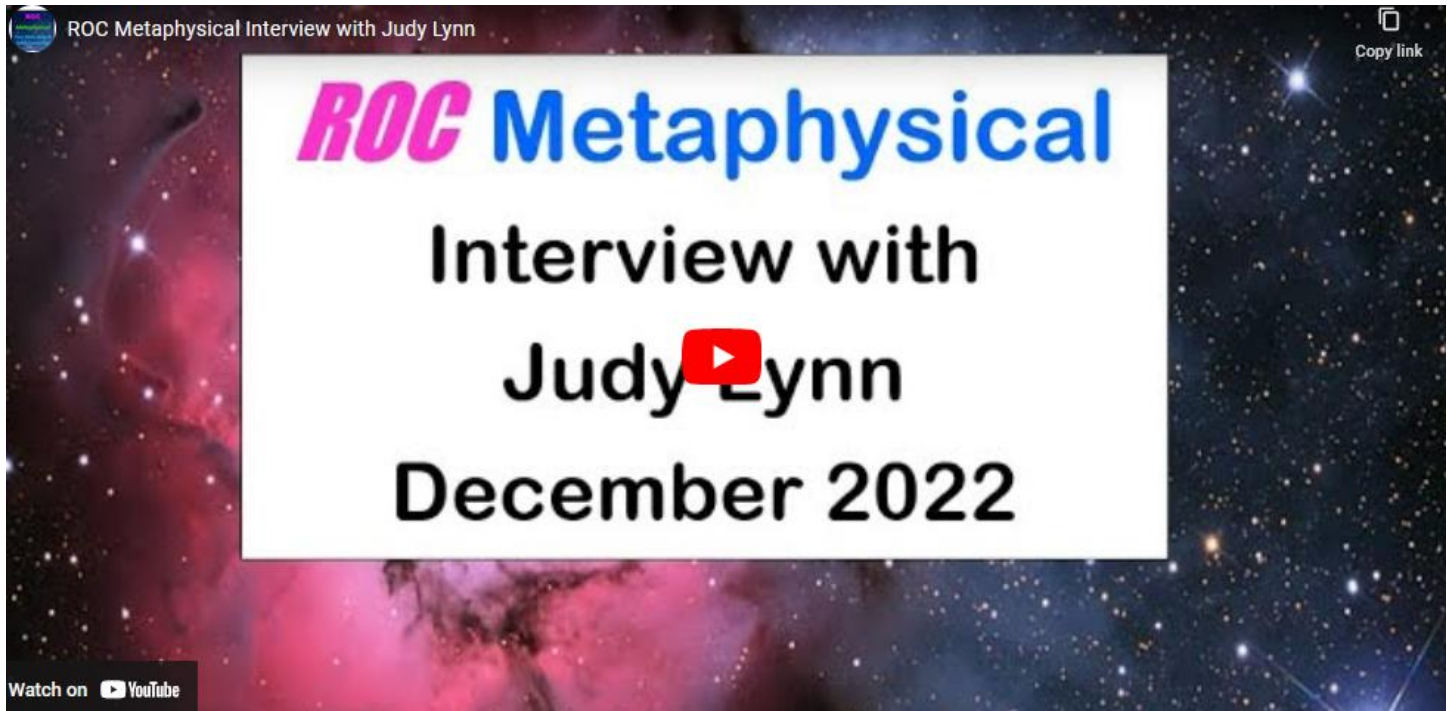 ROC Metaphysical Interview with Judy Lynn
Copy link
ROC Metaphysical
Interview with
Judy Lynn
December 2022
Watch on YouTube